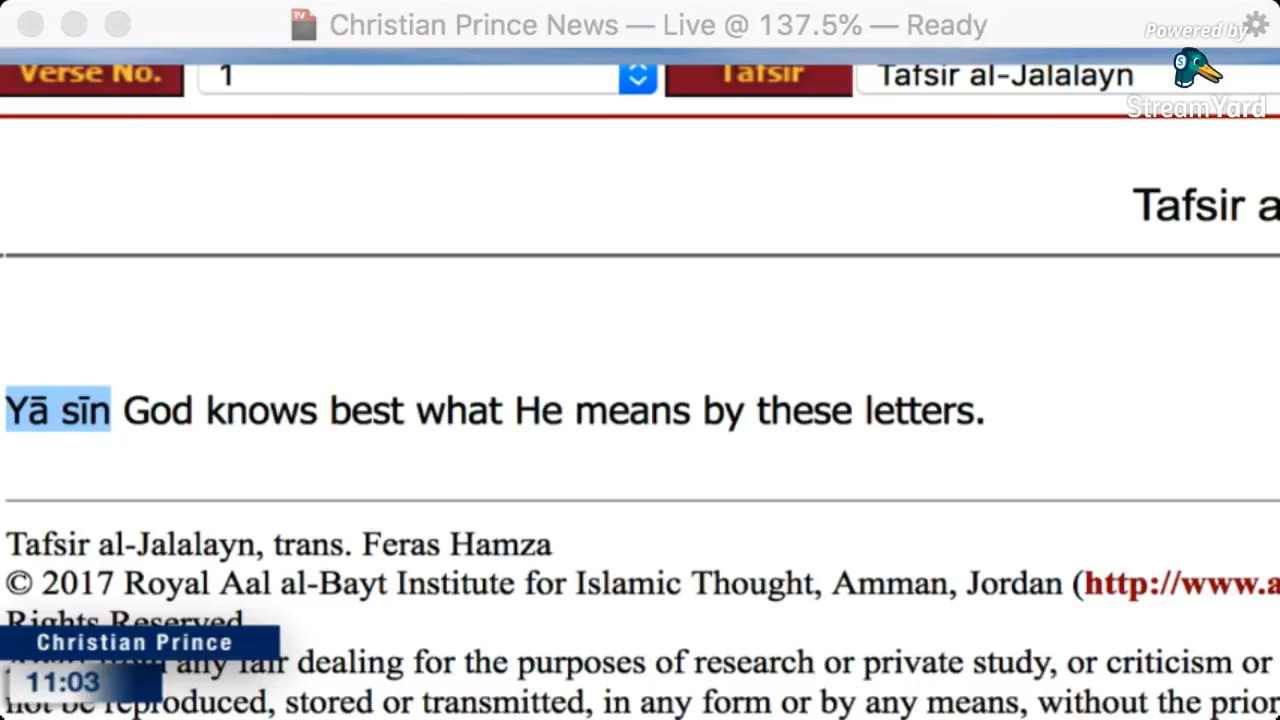 Christian Prince News — Live @ 137.5% — Ready
Powered by
StreamYard
Verse No. 1 Tafsir Tafsir al-Jalalayn
Tafsir a
Yā sīn God knows best what He means by these letters.
Tafsir al-Jalalayn, trans. Feras Hamza
© 2017 Royal Aal al-Bayt Institute for Islamic Thought, Amman, Jordan (http://www.a
Rights Reserved
Christian Prince
any fair dealing for the purposes of research or private study, or criticism or
11:03
not be reproduced, stored or transmitted, in any form or by any means, without the prior